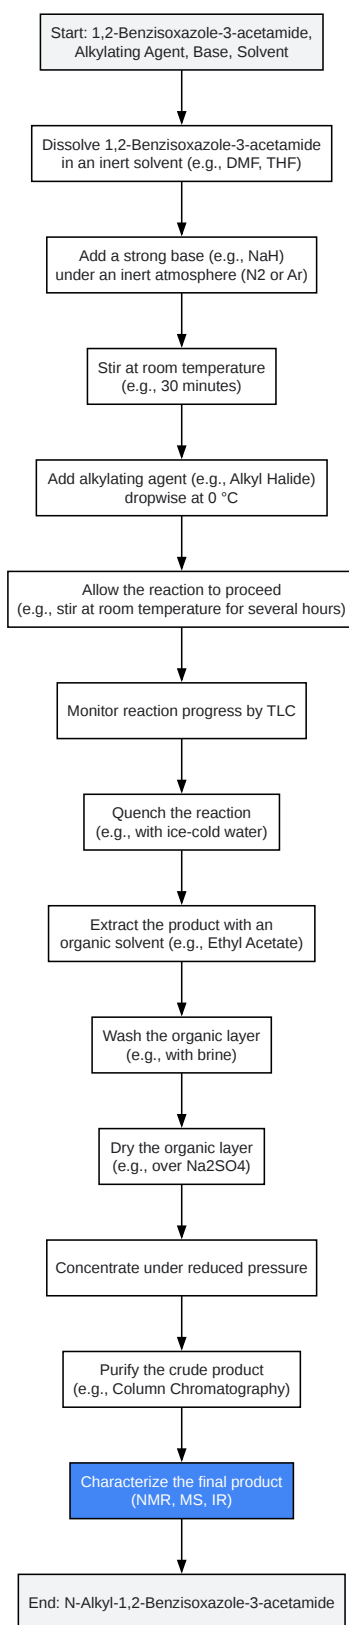 Start: 1,2-Benzisoxazole-3-acetamide,
Alkylating Agent, Base, Solvent
Dissolve 1,2-Benzisoxazole-3-acetamide
in an inert solvent (e.g., DMF, THF)
Add a strong base (e.g., NaH)
under an inert atmosphere (N2 or Ar)
Stir at room temperature
(e.g., 30 minutes)
Add alkylating agent (e.g., Alkyl Halide)
dropwise at 0 °C
Allow the reaction to proceed
(e.g., stir at room temperature for several hours)
Monitor reaction progress by TLC
Quench the reaction
(e.g., with ice-cold water)
Extract the product with an
organic solvent (e.g., Ethyl Acetate)
Wash the organic layer
(e.g., with brine)
Dry the organic layer
(e.g., over Na2SO4)
Concentrate under reduced pressure
Purify the crude product
(e.g., Column Chromatography)
Characterize the final product
(NMR, MS, IR)
End: N-Alkyl-1,2-Benzisoxazole-3-acetamide